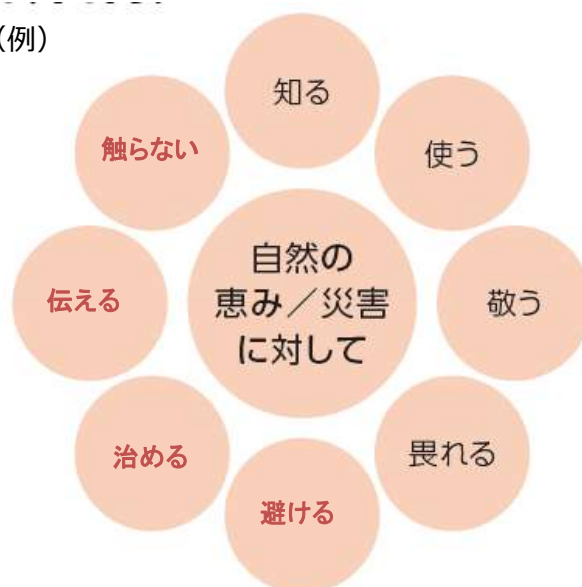 （例）
知る
使う
敬う
畏れる
避ける
治める
伝える
触らない
自然の
恵み／災害
に対して